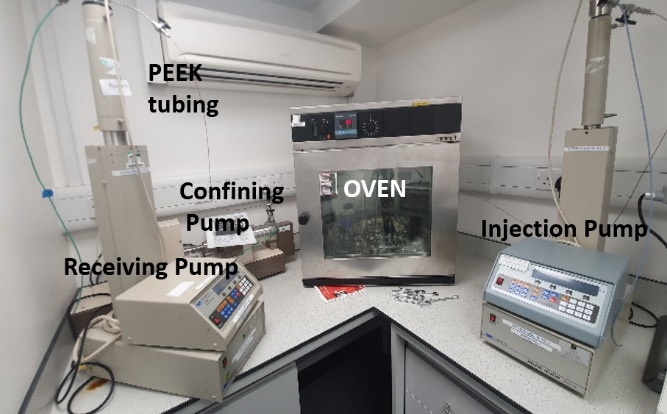 PEEK
tubing
Confining
Pump
OVEN
Injection Pump
Receiving Pump